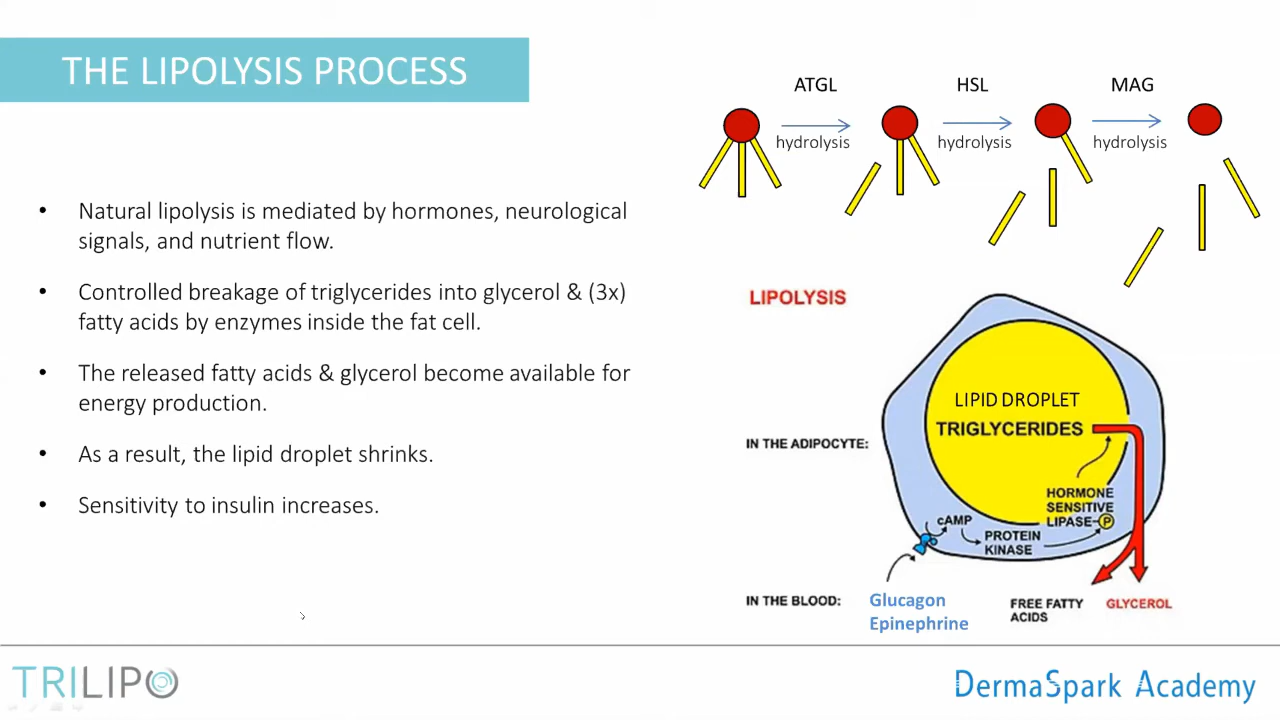 THE LIPOLYSIS PROCESS
• Natural lipolysis is mediated by hormones, neurological
signals, and nutrient flow.
• Controlled breakage of triglycerides into glycerol & (3x)
fatty acids by enzymes inside the fat cell.
• The released fatty acids & glycerol become available for
energy production.
• As a result, the lipid droplet shrinks.
• Sensitivity to insulin increases.
ATGL
HSL
MAG
hydrolysis
hydrolysis
hydrolysis
LIPOLYSIS
LIPID DROPLET
TRIGLYCERIDES
IN THE ADIPOCYTE:
HORMONE
SENSITIVE
LIPASE-P
cAMP
PROTEIN
KINASE
IN THE BLOOD:
Glucagon
Epinephrine
FREE FATTY
ACIDS
GLYCEROL
TRILIPO
DermaSpark Academy